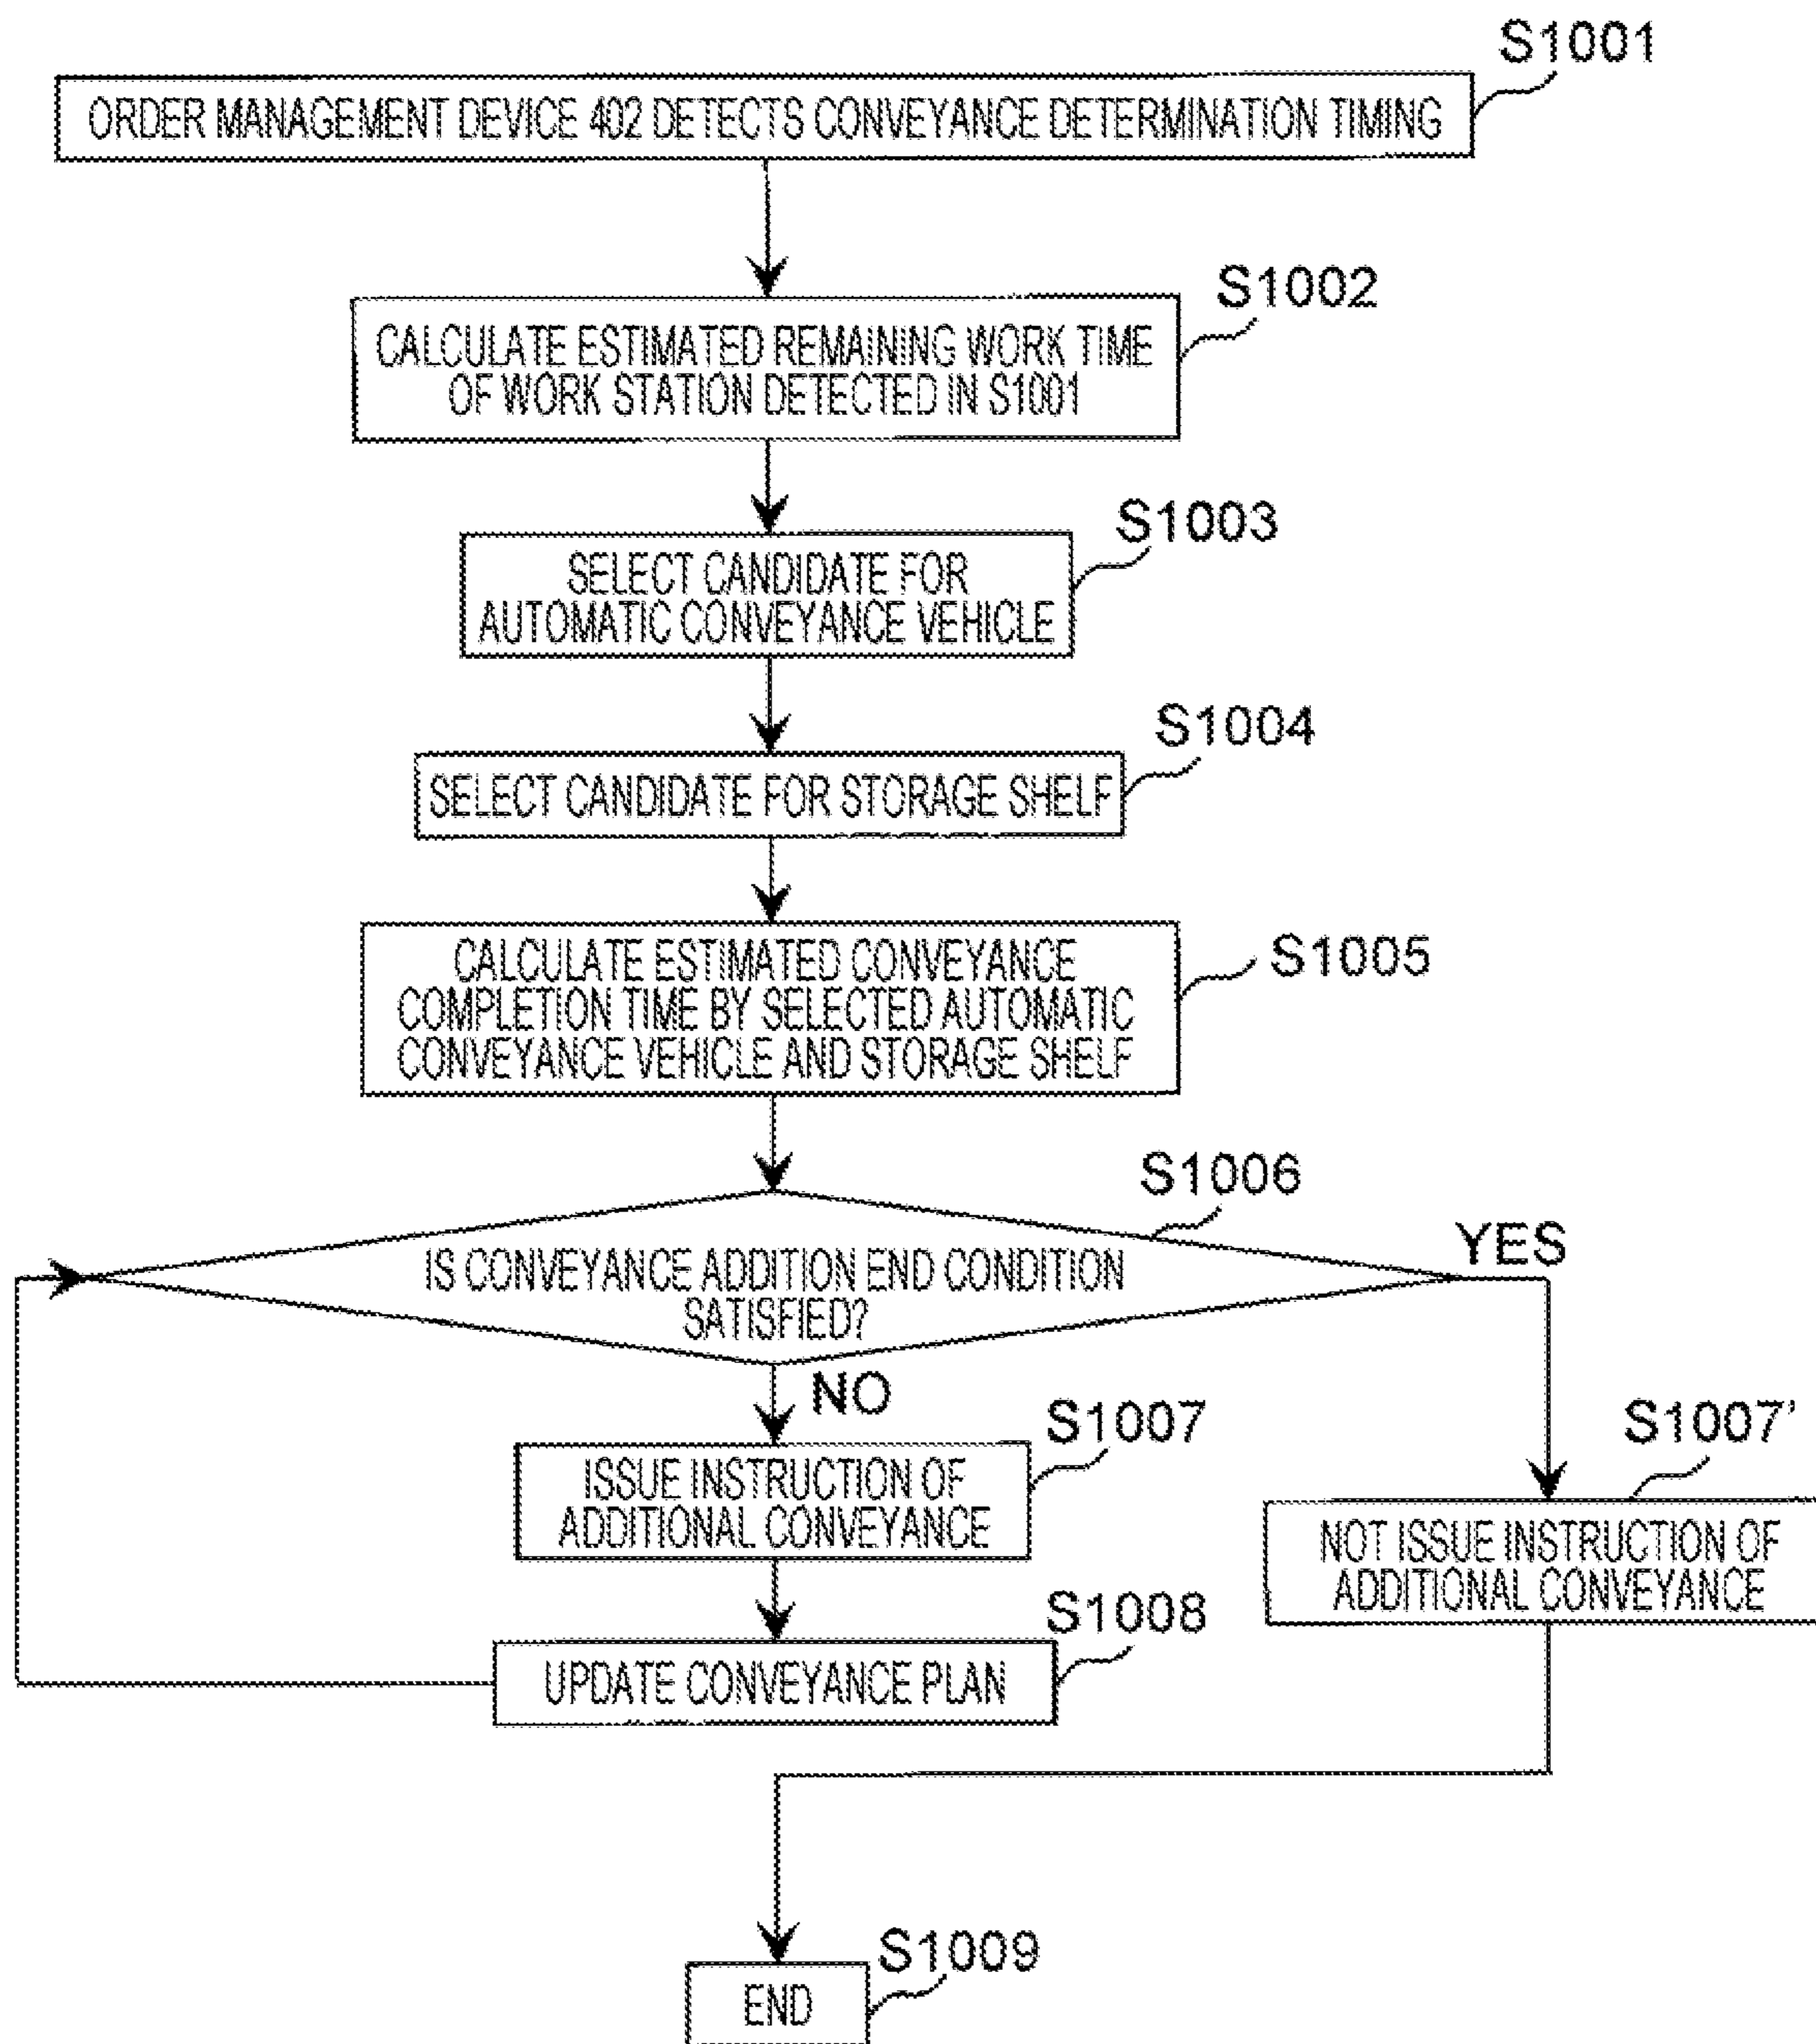 S1001
ORDER MANAGEMENT DEVICE 402 DETECTS CONVEYANCE DETERMINATION TIMING
S1002
CALCULATE ESTIMATED REMAINING WORK TIME
OF WORK STATION DETECTED IN S1001
S1003
SELECT CANDIDATE FOR
AUTOMATIC CONVEYANCE VEHICLE
S1004
SELECT CANDIDATE FOR STORAGE SHELF
S1005
CALCULATE ESTIMATED CONVEYANCE
COMPLETION TIME BY SELECTED AUTOMATIC
CONVEYANCE VEHICLE AND STORAGE SHELF
S1006
YES
IS CONVEYANCE ADDITION END CONDITION
SATISFIED?
NO
S1007
ISSUE INSTRUCTION OF
ADDITIONAL CONVEYANCE
S1007'
NOT ISSUE INSTRUCTION OF
ADDITIONAL CONVEYANCE
S1008
UPDATE CONVEYANCE PLAN
S1009
END